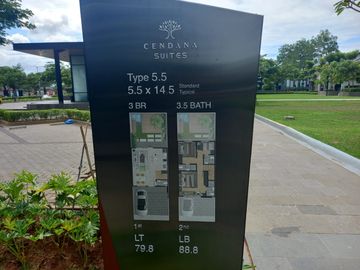 CENDANA
SUITES
Type 5.5
5.5 x 14.5 Standard
Typical
3 BR 3.5 BATH
1st 2nd
LT LB
79.8 88.8